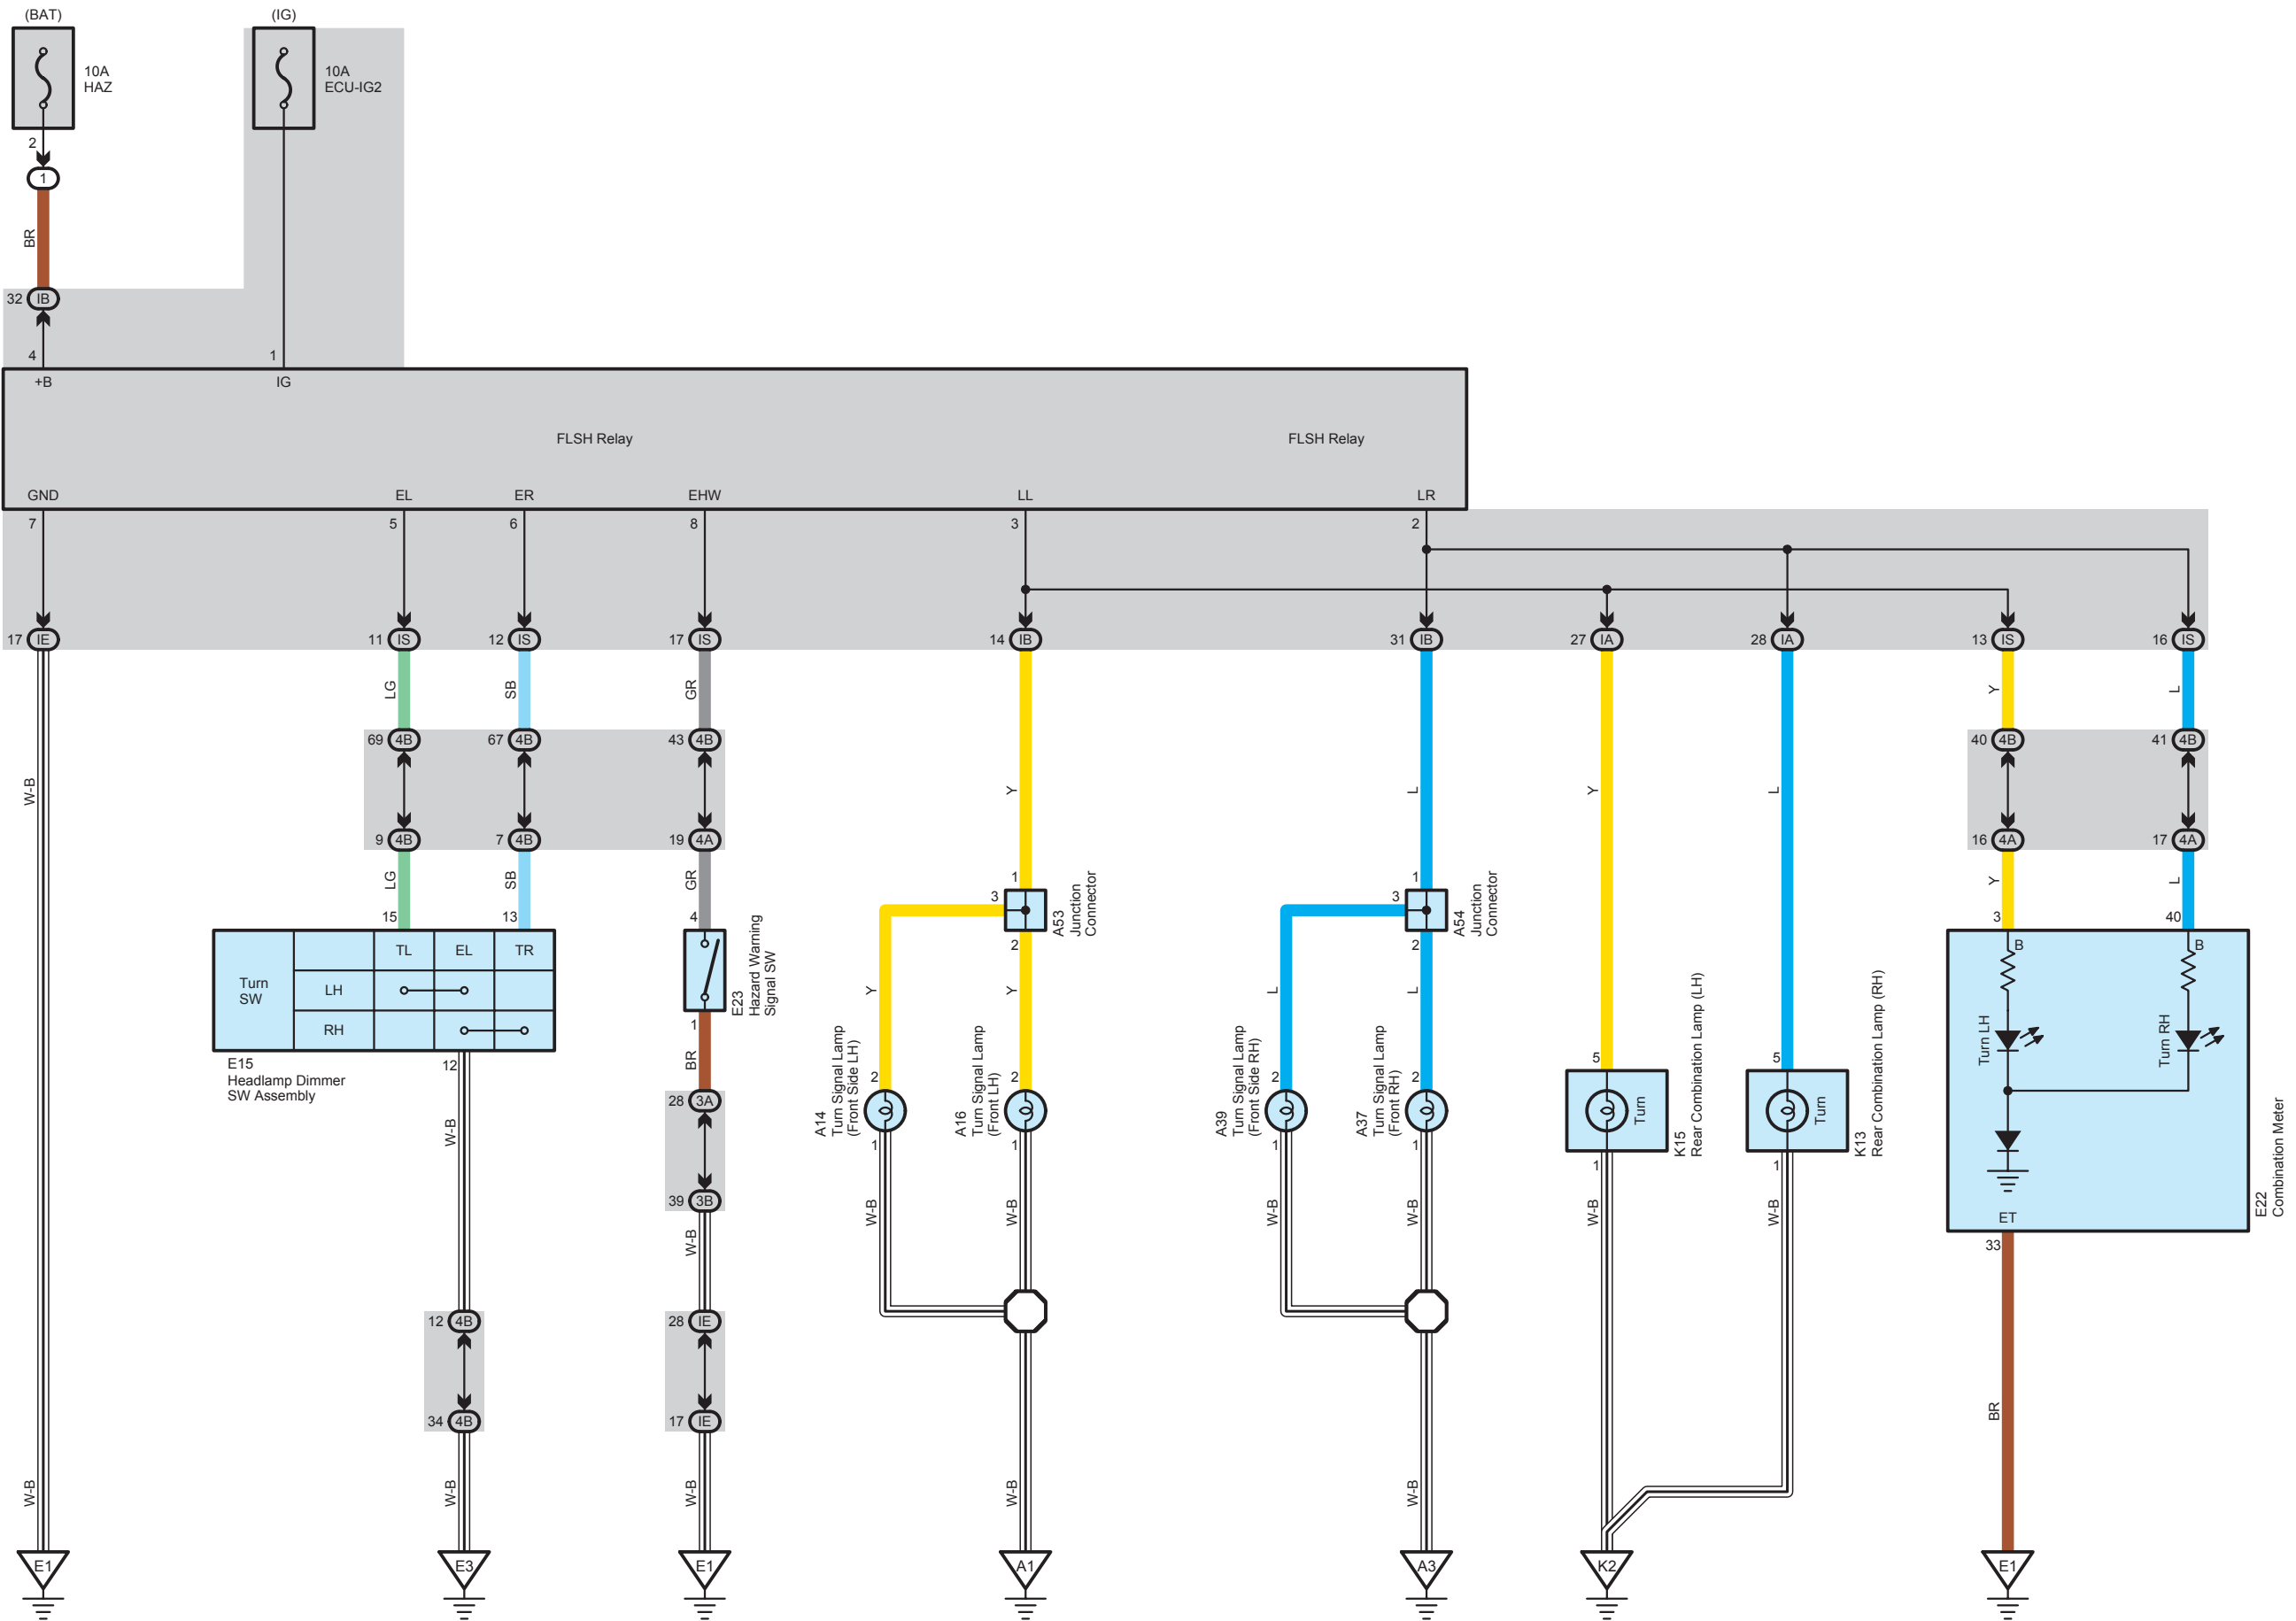 (BAT)
(IG)
10A
HAZ
10A
ECU-IG2
2
1
BR
32 IB
4
1
+B
IG
FLSH Relay
FLSH Relay
GND
EL
ER
EHW
LL
LR
7
5
6
8
3
2
17 IE
11 IS
12 IS
17 IS
14 IB
31 IB
27 IA
28 IA
13 IS
16 IS
LG
SB
GR
Y
L
69 4B
67 4B
43 4B
40 4B
41 4B
W-B
Y
L
Y
L
9 4B
7 4B
19 4A
16 4A
17 4A
LG
SB
GR
Y
L
1
1
3
3
A53
Junction
Connector
A54
Junction
Connector
15
13
4
2
2
3
40
Turn
SW
TL
EL
TR
LH
RH
E15
Headlamp Dimmer
SW Assembly
12
E23
Hazard Warning
Signal SW
1
BR
Y
Y
L
L
B
B
Turn LH
Turn RH
2
2
2
2
5
5
A14
Turn Signal Lamp
(Front Side LH)
A16
Turn Signal Lamp
(Front LH)
A39
Turn Signal Lamp
(Front Side RH)
A37
Turn Signal Lamp
(Front RH)
Turn
K15
Rear Combination Lamp (LH)
Turn
K13
Rear Combination Lamp (RH)
E22
Combination Meter
28 3A
W-B
1
1
1
1
1
1
39 3B
W-B
W-B
W-B
W-B
W-B
W-B
W-B
ET
33
12 4B
28 IE
BR
34 4B
17 IE
W-B
W-B
W-B
W-B
W-B
E1
E3
E1
A1
A3
K2
E1